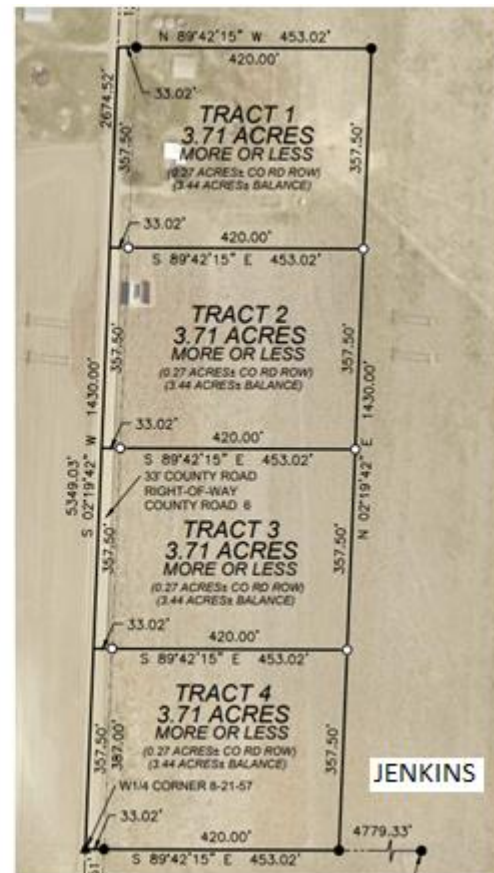 N 89°42'15" W 453.02'
420.00'
33.02'
2674.52'
TRACT 1
3.71 ACRES
MORE OR LESS
(0.27 ACRES± CO RD ROW)
(3.44 ACRES± BALANCE)
357.50'
357.50'
33.02'
420.00'
S 89°42'15" E 453.02'
TRACT 2
3.71 ACRES
MORE OR LESS
(0.27 ACRES± CO RD ROW)
(3.44 ACRES± BALANCE)
357.50'
357.50'
S 02°19'42" W 1430.00'
5349.03'
N 02°19'42" E 1430.00'
33.02'
420.00'
S 89°42'15" E 453.02'
33' COUNTY ROAD
RIGHT-OF-WAY
COUNTY ROAD 6
TRACT 3
3.71 ACRES
MORE OR LESS
(0.27 ACRES± CO RD ROW)
(3.44 ACRES± BALANCE)
357.50'
357.50'
33.02'
420.00'
S 89°42'15" E 453.02'
TRACT 4
3.71 ACRES
MORE OR LESS
(0.27 ACRES± CO RD ROW)
(3.44 ACRES± BALANCE)
357.50'
387.00'
357.50'
JENKINS
W1/4 CORNER 8-21-57
33.02'
420.00'
4779.33'
S 89°42'15" E 453.02'